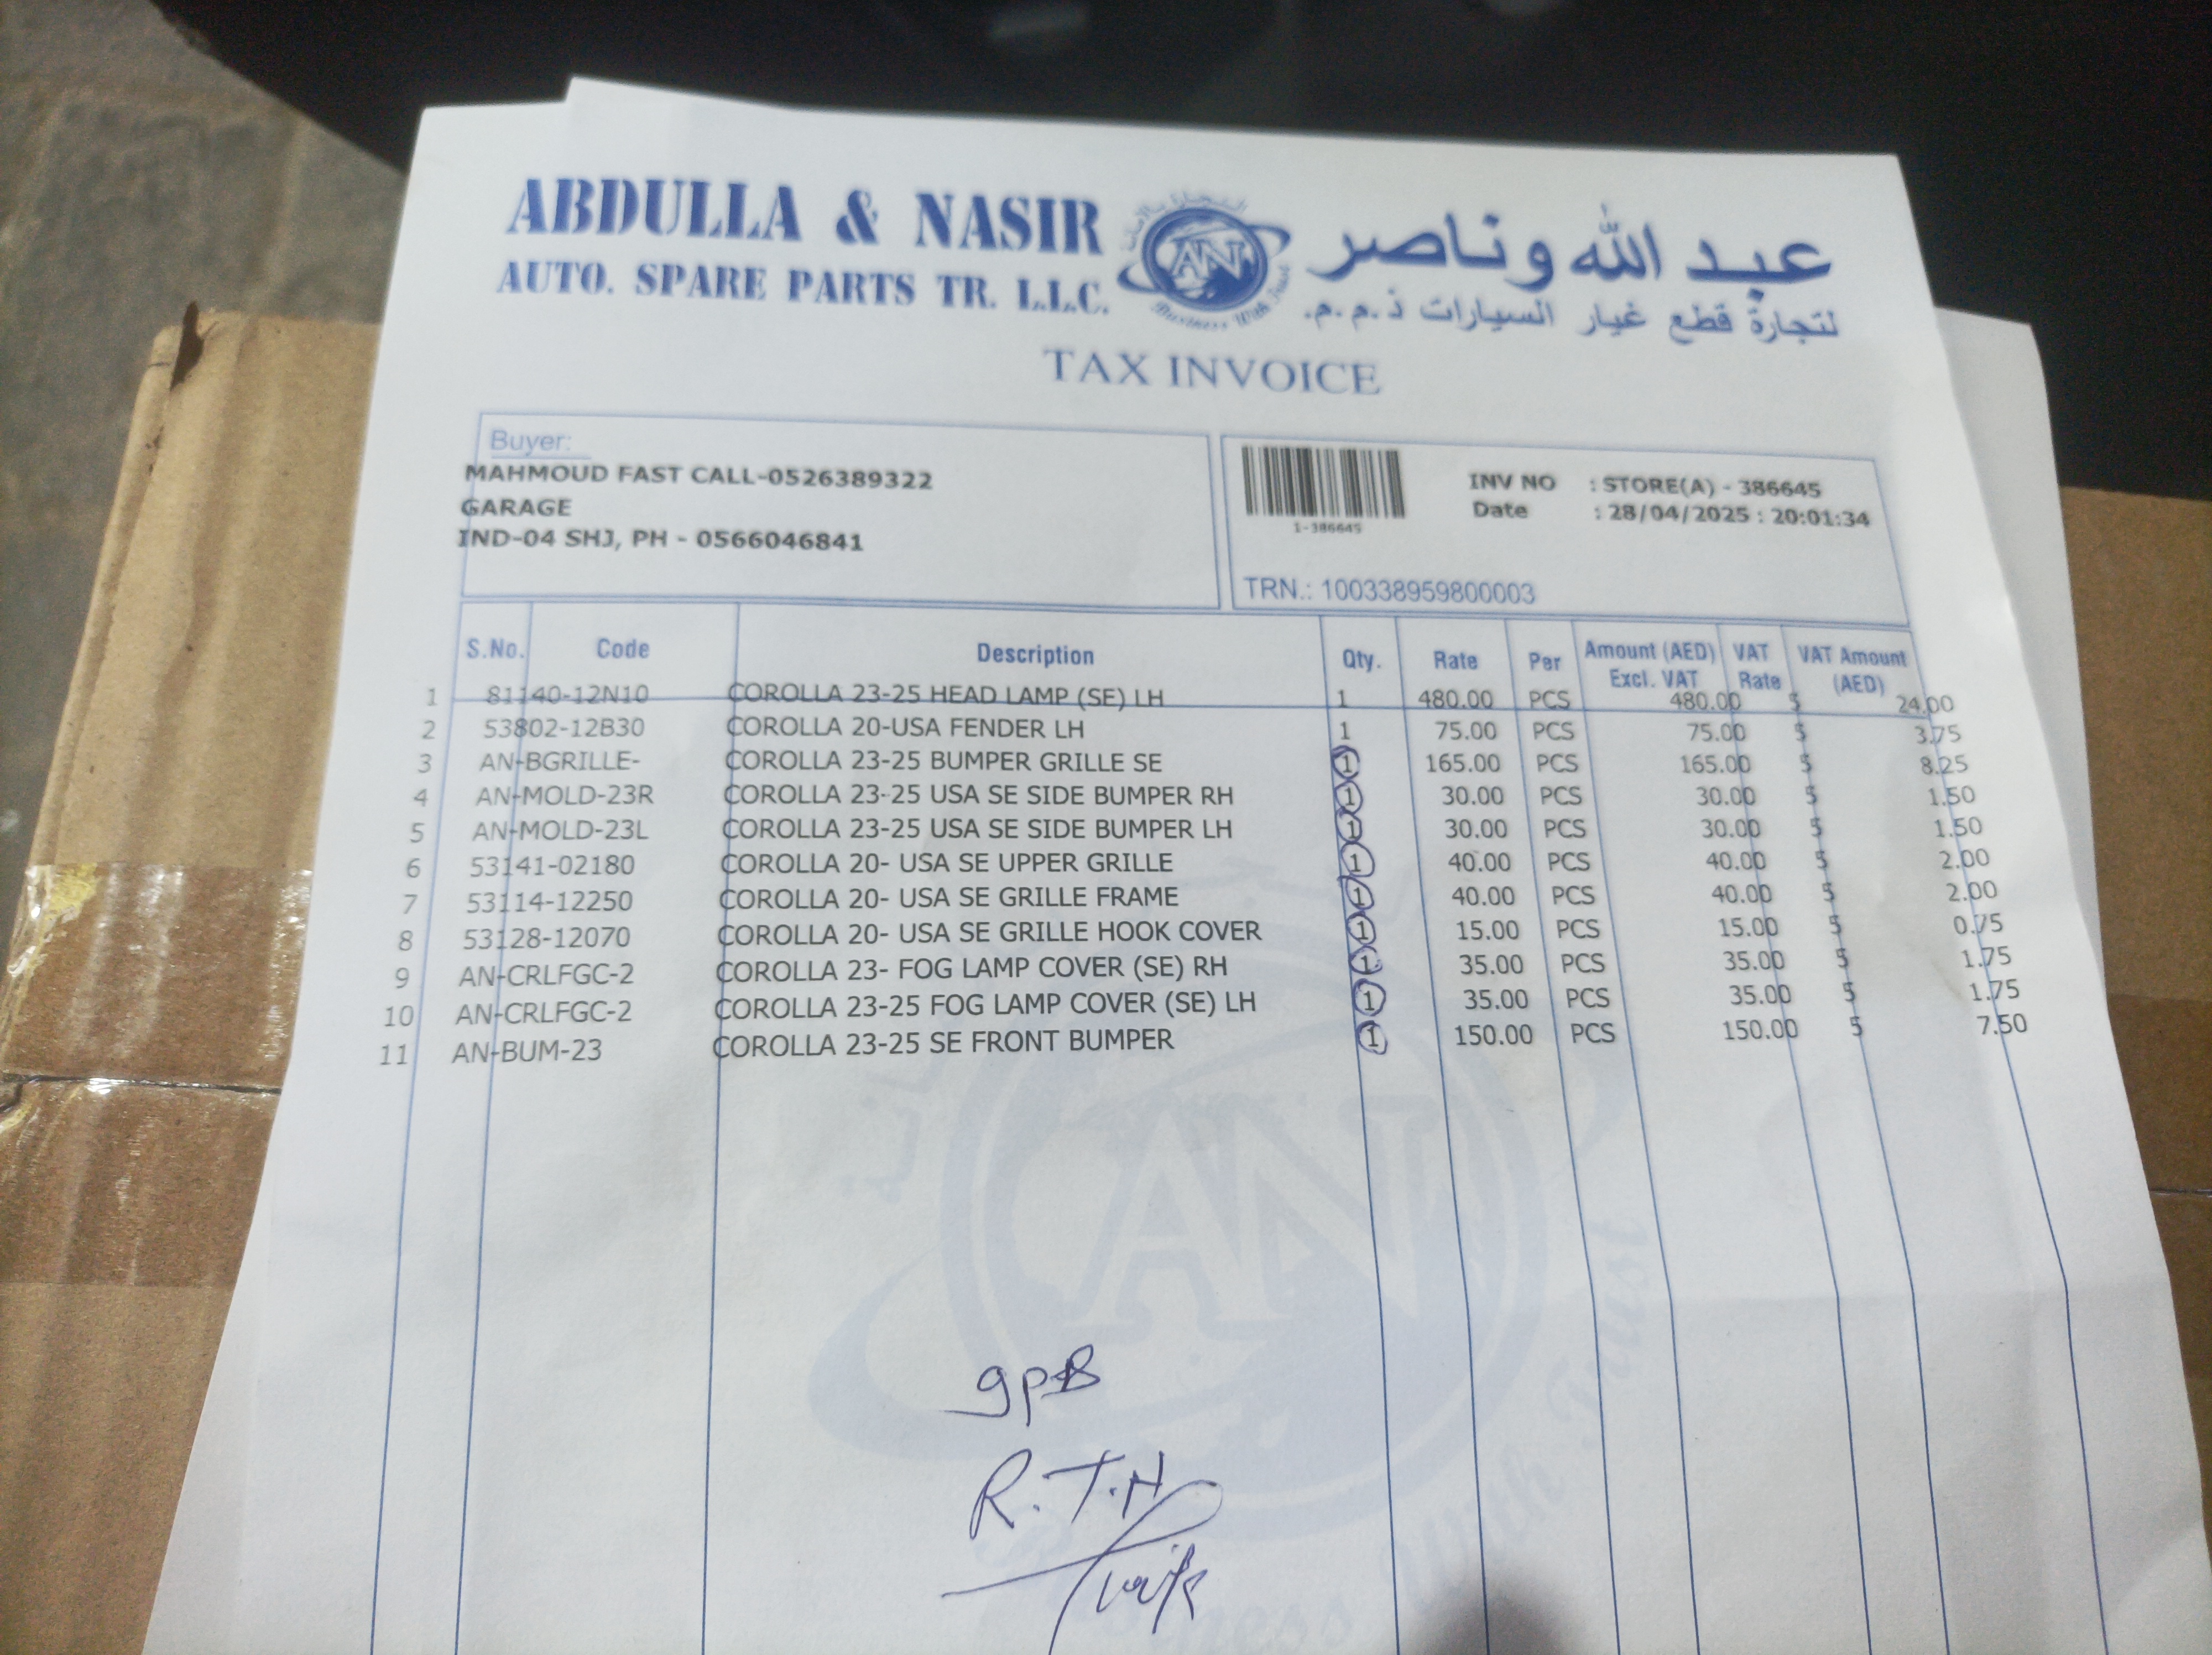 ABDULLA & NASIR
AUTO. SPARE PARTS TR. L.L.C.
AN
Business With Trust
عبد الله وناصر
لتجارة قطع غيار السيارات ذ.م.م.
TAX INVOICE
Buyer:
MAHMOUD FAST CALL-0526389322
GARAGE
IND-04 SHJ, PH - 0566046841
1-386645
INV NO : STORE(A) - 386645
Date : 28/04/2025 : 20:01:34
TRN.: 100338959800003
S.No. Code Description Qty. Rate Per Amount (AED) Excl. VAT VAT Rate VAT Amount (AED)
1 81140-12N10 COROLLA 23-25 HEAD LAMP (SE) LH 1 480.00 PCS 480.00 5 24.00
2 53802-12B30 COROLLA 20-USA FENDER LH 1 75.00 PCS 75.00 5 3.75
3 AN-BGRILLE- COROLLA 23-25 BUMPER GRILLE SE 1 165.00 PCS 165.00 5 8.25
4 AN-MOLD-23R COROLLA 23-25 USA SE SIDE BUMPER RH 1 30.00 PCS 30.00 5 1.50
5 AN-MOLD-23L COROLLA 23-25 USA SE SIDE BUMPER LH 1 30.00 PCS 30.00 5 1.50
6 53141-02180 COROLLA 20- USA SE UPPER GRILLE 1 40.00 PCS 40.00 5 2.00
7 53114-12250 COROLLA 20- USA SE GRILLE FRAME 1 40.00 PCS 40.00 5 2.00
8 53128-12070 COROLLA 20- USA SE GRILLE HOOK COVER 1 15.00 PCS 15.00 5 0.75
9 AN-CRLFGC-2 COROLLA 23- FOG LAMP COVER (SE) RH 1 35.00 PCS 35.00 5 1.75
10 AN-CRLFGC-2 COROLLA 23-25 FOG LAMP COVER (SE) LH 1 35.00 PCS 35.00 5 1.75
11 AN-BUM-23 COROLLA 23-25 SE FRONT BUMPER 1 150.00 PCS 150.00 5 7.50
AN
With Trust
gpB
R.T.H